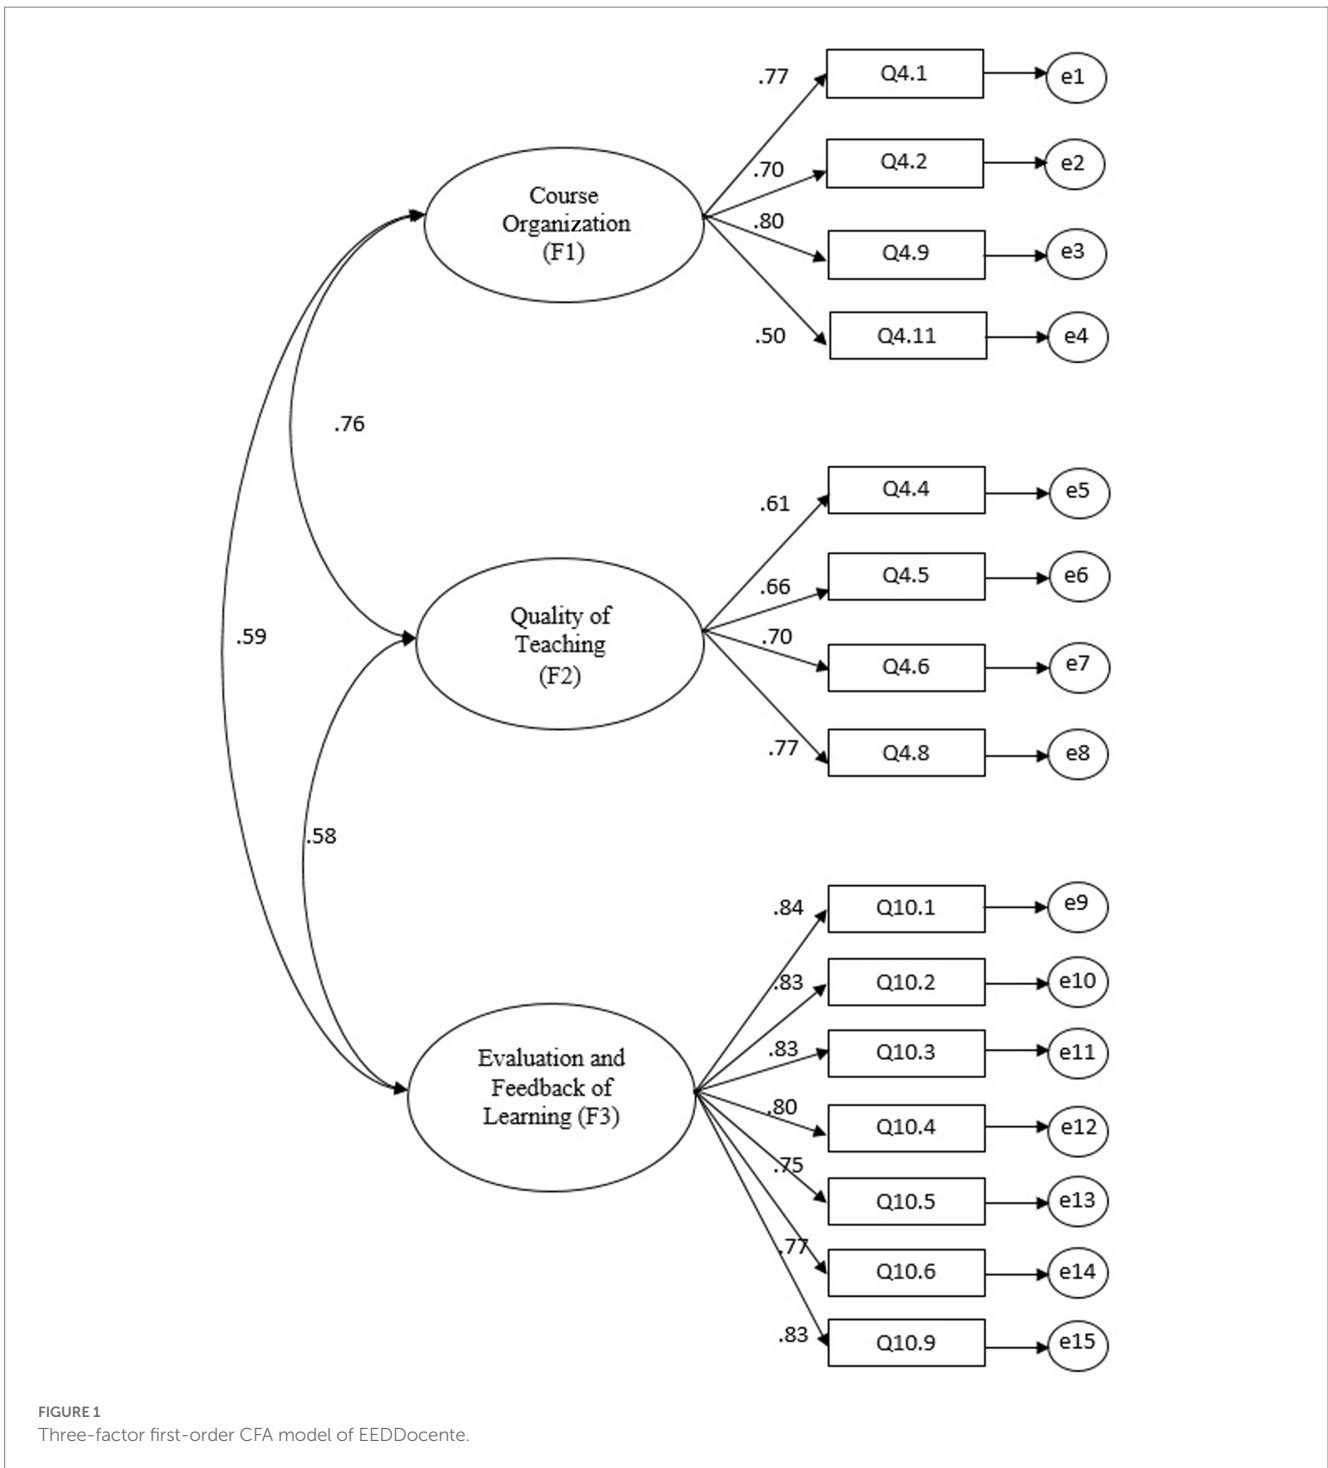 .77
Q4.1
e1
.70
Q4.2
e2
Course
Organization
(F1)
.80
Q4.9
e3
.50
Q4.11
e4
.76
.61
Q4.4
e5
.66
Q4.5
e6
Quality of
Teaching
(F2)
.70
Q4.6
e7
.59
.77
Q4.8
e8
.58
.84
Q10.1
e9
.83
Q10.2
e10
.83
Q10.3
e11
Evaluation and
Feedback of
Learning (F3)
.80
Q10.4
e12
.75
Q10.5
e13
.77
Q10.6
e14
.83
Q10.9
e15
FIGURE 1
Three-factor first-order CFA model of EEDDocente.